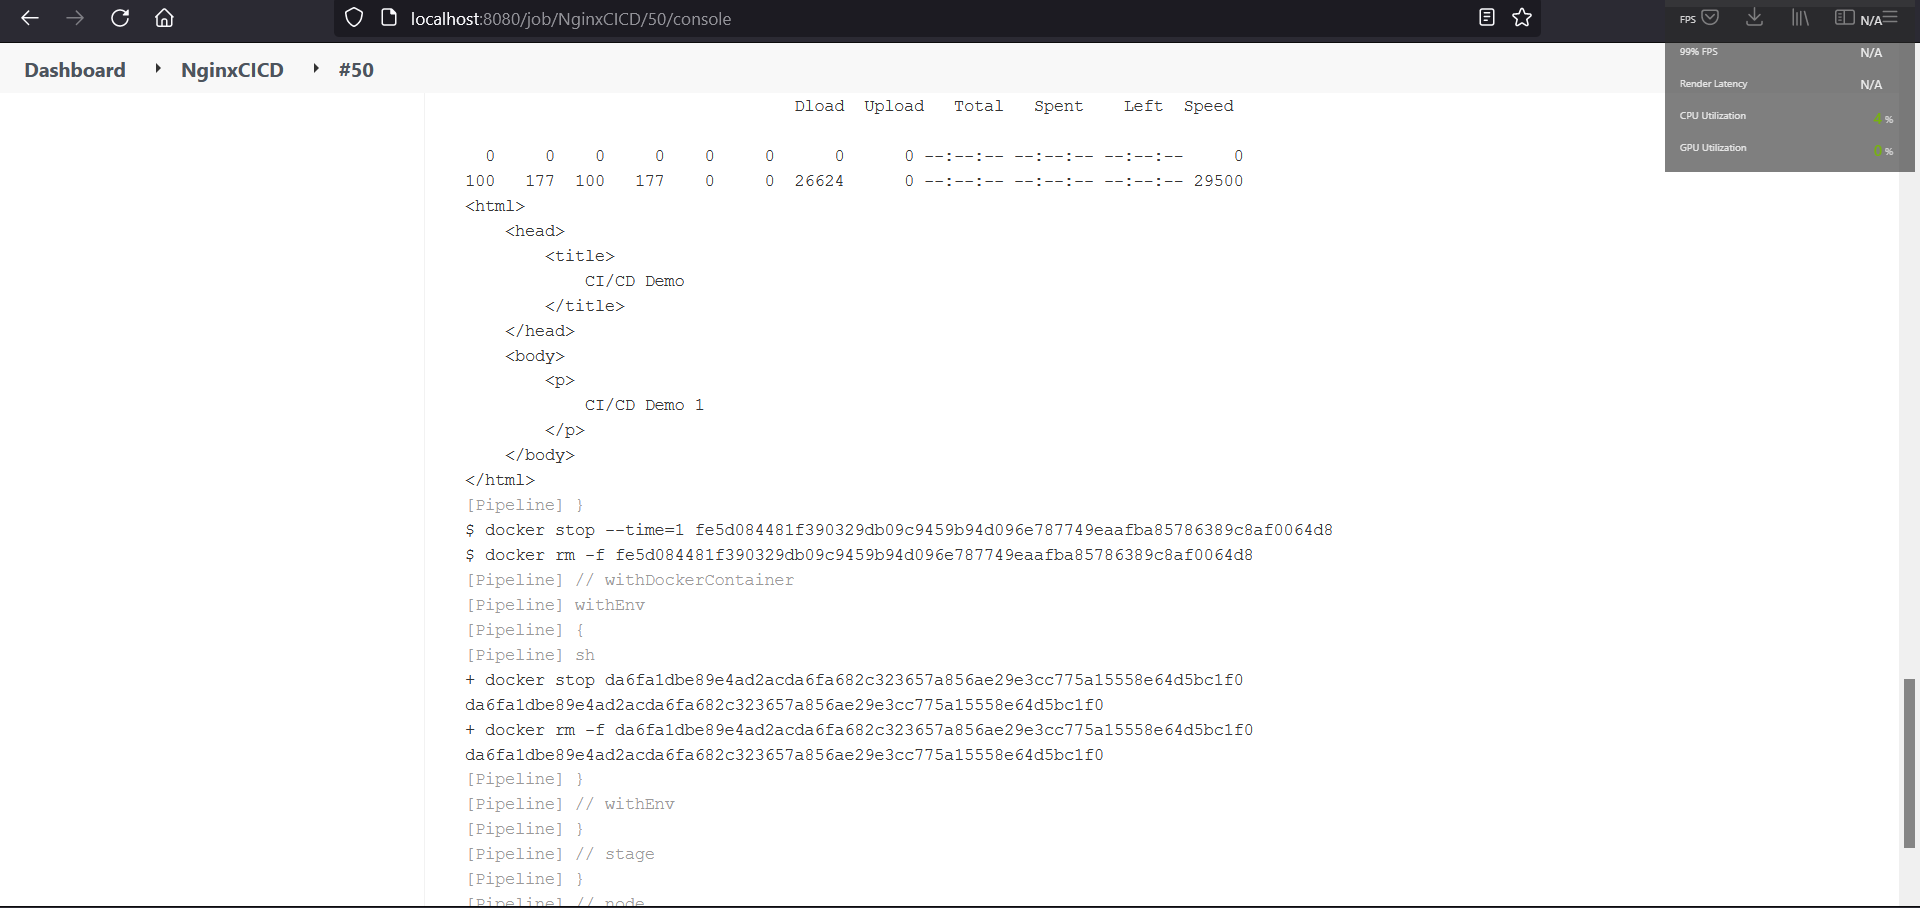 localhost:8080/job/NginxCICD/50/console
FPS N/A
99% FPS N/A
Render Latency N/A
CPU Utilization 4 %
GPU Utilization 0 %
Dashboard NginxCICD #50
Dload Upload Total Spent Left Speed
0 0 0 0 0 0 0 0 --:--:-- --:--:-- --:--:-- 0
100 177 100 177 0 0 26624 0 --:--:-- --:--:-- --:--:-- 29500
<html>
<head>
<title>
CI/CD Demo
</title>
</head>
<body>
<p>
CI/CD Demo 1
</p>
</body>
</html>
[Pipeline] }
$ docker stop --time=1 fe5d084481f390329db09c9459b94d096e787749eaafba85786389c8af0064d8
$ docker rm -f fe5d084481f390329db09c9459b94d096e787749eaafba85786389c8af0064d8
[Pipeline] // withDockerContainer
[Pipeline] withEnv
[Pipeline] {
[Pipeline] sh
+ docker stop da6fa1dbe89e4ad2acda6fa682c323657a856ae29e3cc775a15558e64d5bc1f0
da6fa1dbe89e4ad2acda6fa682c323657a856ae29e3cc775a15558e64d5bc1f0
+ docker rm -f da6fa1dbe89e4ad2acda6fa682c323657a856ae29e3cc775a15558e64d5bc1f0
da6fa1dbe89e4ad2acda6fa682c323657a856ae29e3cc775a15558e64d5bc1f0
[Pipeline] }
[Pipeline] // withEnv
[Pipeline] }
[Pipeline] // stage
[Pipeline] }
[Pipeline] // node